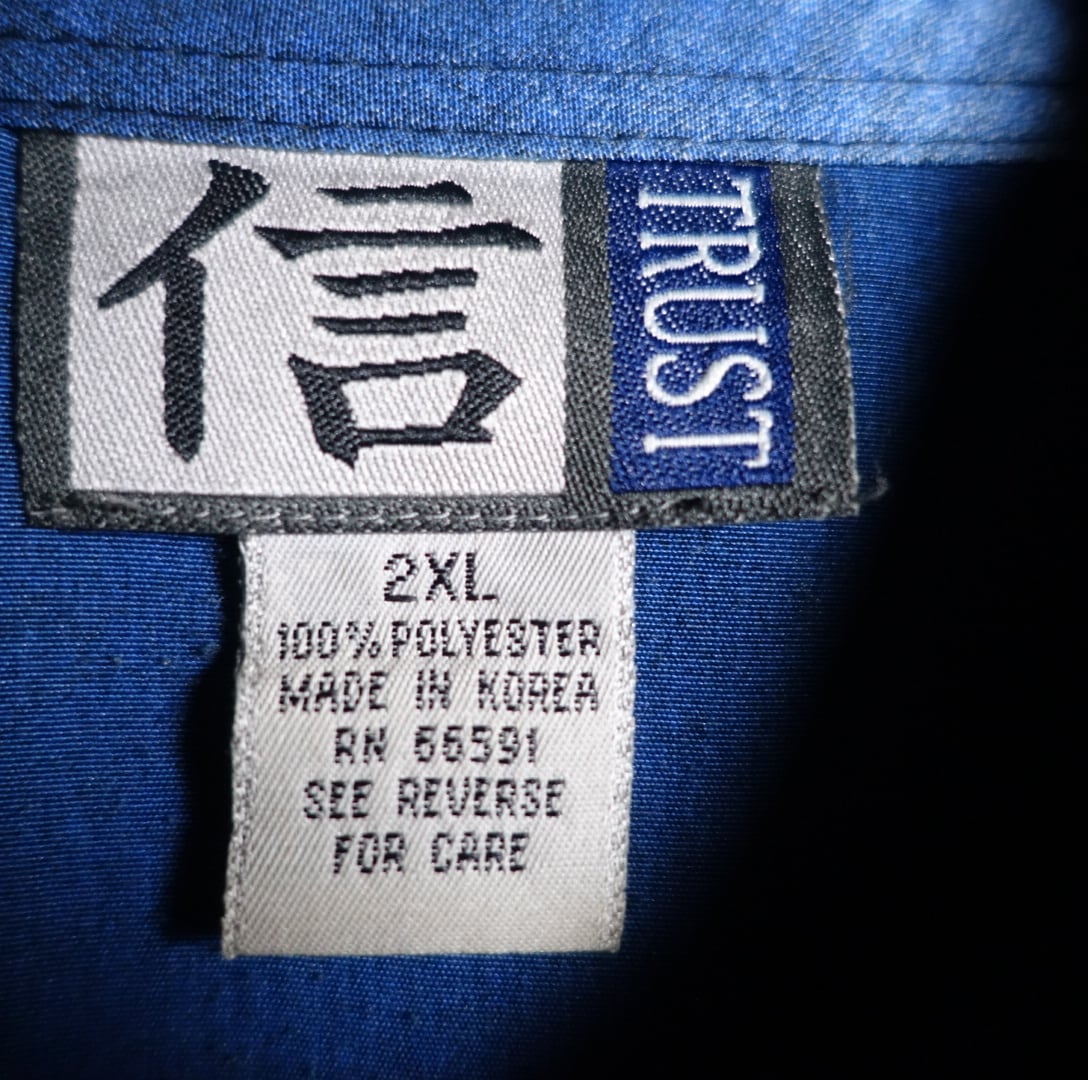 信
TRUST
2XL
100% POLYESTER
MADE IN KOREA
RN 66591
SEE REVERSE
FOR CARE